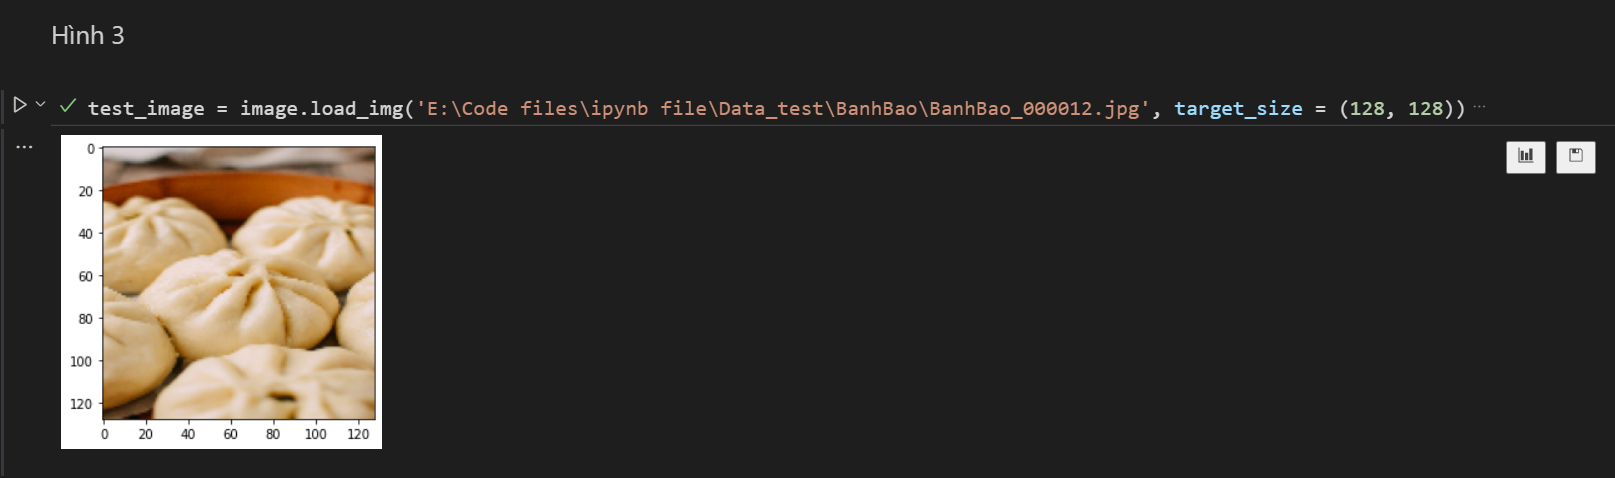 Hình 3
test_image = image.load_img('E:\Code files\ipynb file\Data_test\BanhBao\BanhBao_000012.jpg', target_size = (128, 128)) ...
0
20
40
60
80
100
120
0 20 40 60 80 100 120